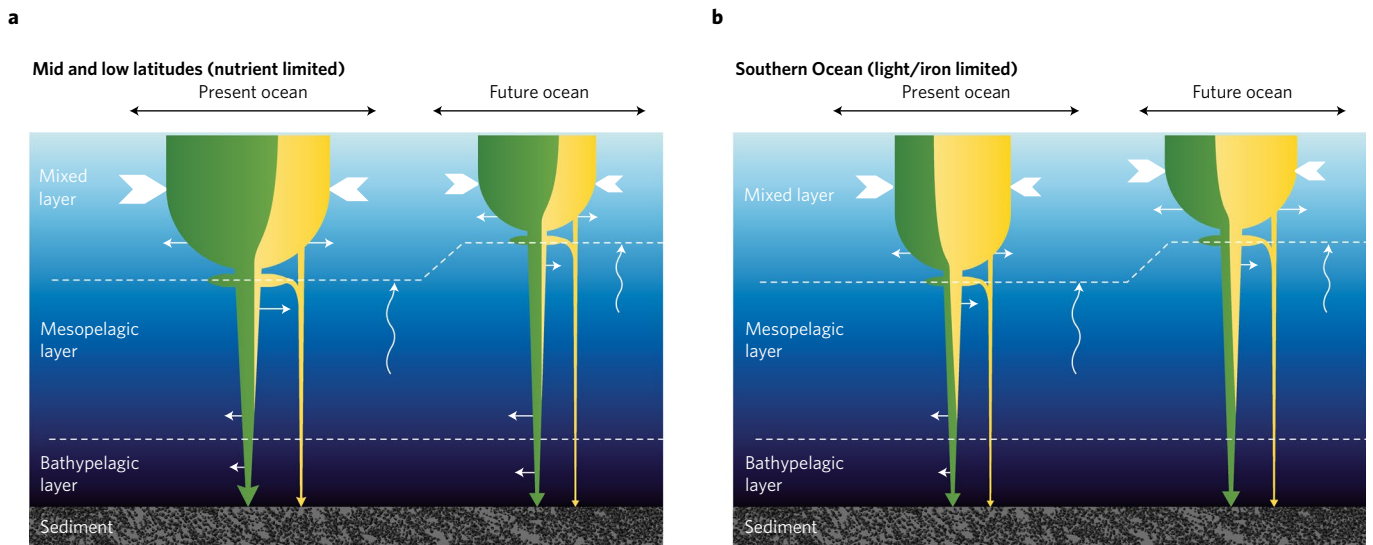 a
Mid and low latitudes (nutrient limited)
Present ocean
Future ocean
Mixed
layer
Mesopelagic
layer
Bathypelagic
layer
Sediment
b
Southern Ocean (light/iron limited)
Present ocean
Future ocean
Mixed layer
Mesopelagic
layer
Bathypelagic
layer
Sediment